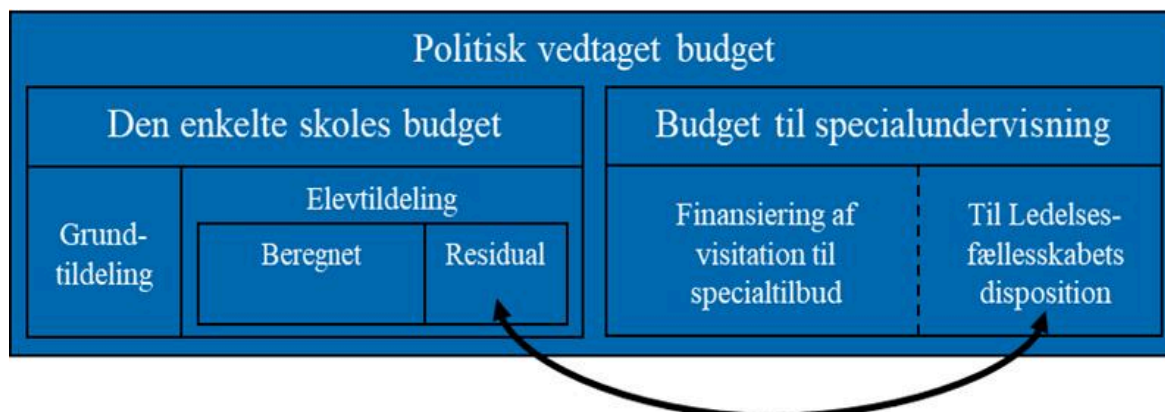 Politisk vedtaget budget
Den enkelte skoles budget
Grund-
tildeling
Elevtildeling
Beregnet
Residual
Budget til specialundervisning
Finansiering af
visitation til
specialtilbud
Til Ledelses-
fællesskabets
disposition